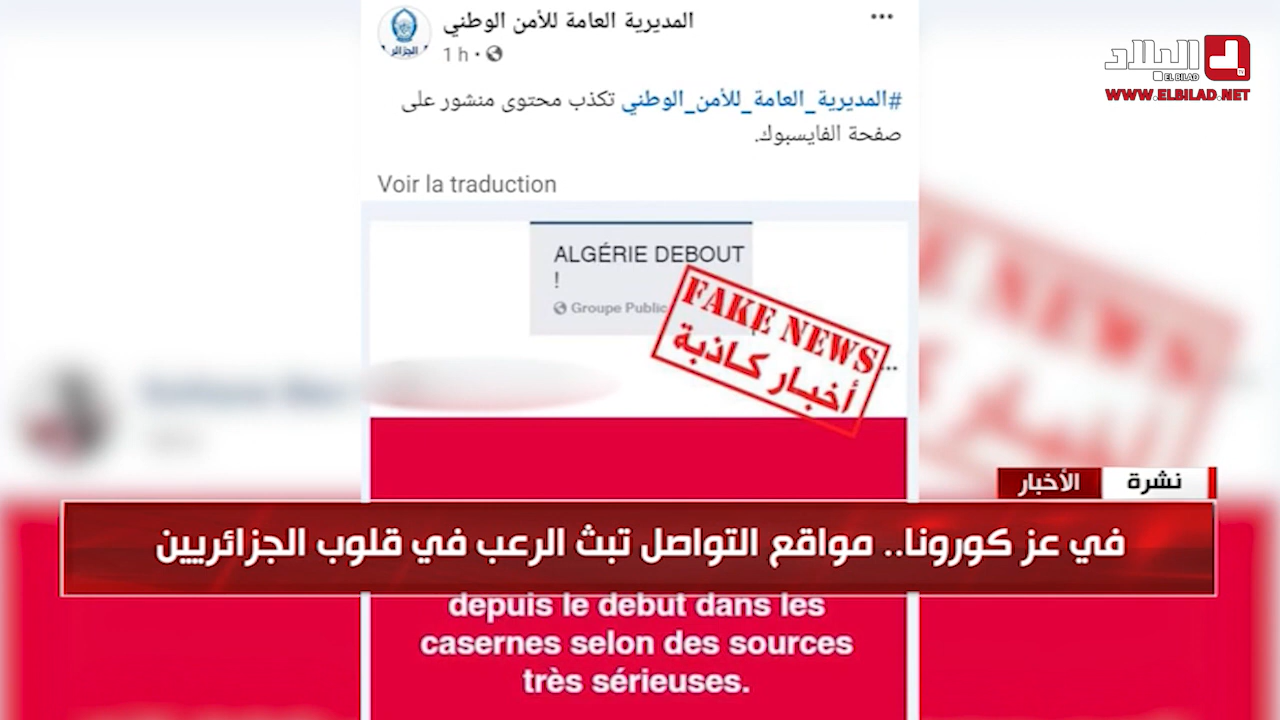 المديرية العامة للأمن الوطني
1 h
#المديرية_العامة_للأمن_الوطني تكذب محتوى منشور على
صفحة الفايسبوك.
Voir la traduction
البلاد
EL BILAD
TV
WWW.ELBILAD.NET
الجزائر
ALGÉRIE DEBOUT
!
Groupe Public
FAKE NEWS
أخبار كاذبة
نشرة الأخبار
في عز كورونا.. مواقع التواصل تبث الرعب في قلوب الجزائريين
depuis le debut dans les
casernes selon des sources
très sérieuses.